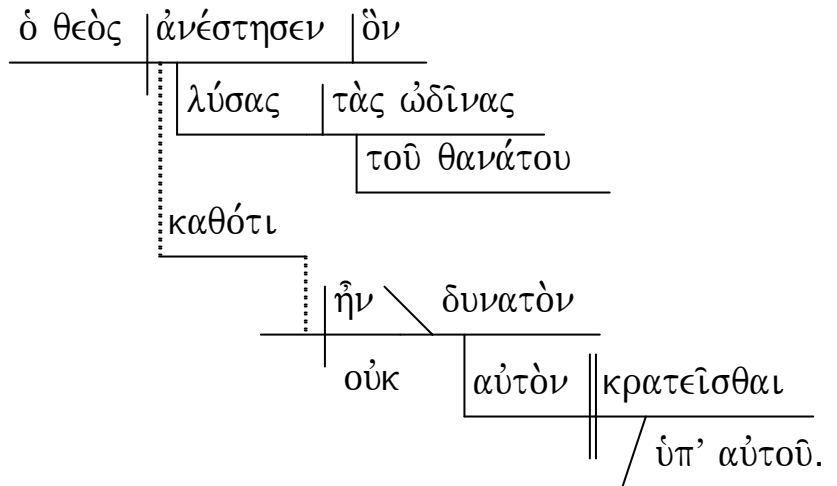 ὁ θεὸς ἀνέστησεν ὃν
λύσας τὰς ὠδῖνας
τοῦ θανάτου
καθότι
ἦν δυνατὸν
οὐκ αὐτὸν κρατεῖσθαι
ὑπ’ αὐτοῦ.